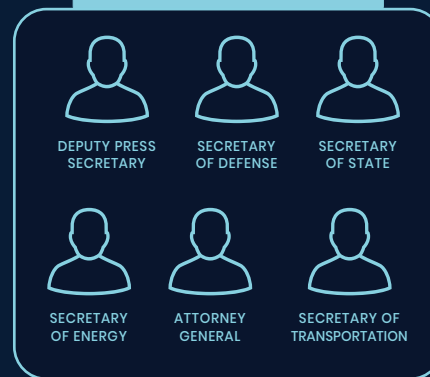 DEPUTY PRESS
SECRETARY
SECRETARY
OF DEFENSE
SECRETARY
OF STATE
SECRETARY
OF ENERGY
ATTORNEY
GENERAL
SECRETARY OF
TRANSPORTATION